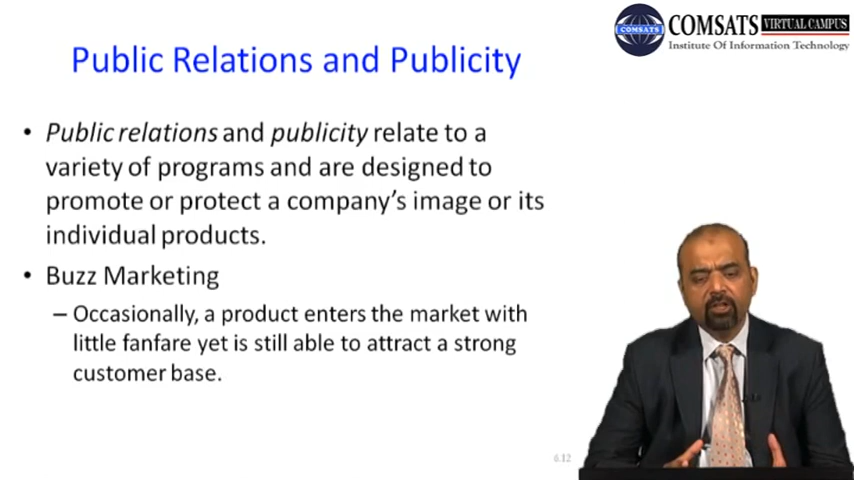 COMSATS
COMSATS VIRTUAL CAMPUS
Institute Of Information Technology
Public Relations and Publicity
• Public relations and publicity relate to a
variety of programs and are designed to
promote or protect a company's image or its
individual products.
• Buzz Marketing
– Occasionally, a product enters the market with
little fanfare yet is still able to attract a strong
customer base.
6.12